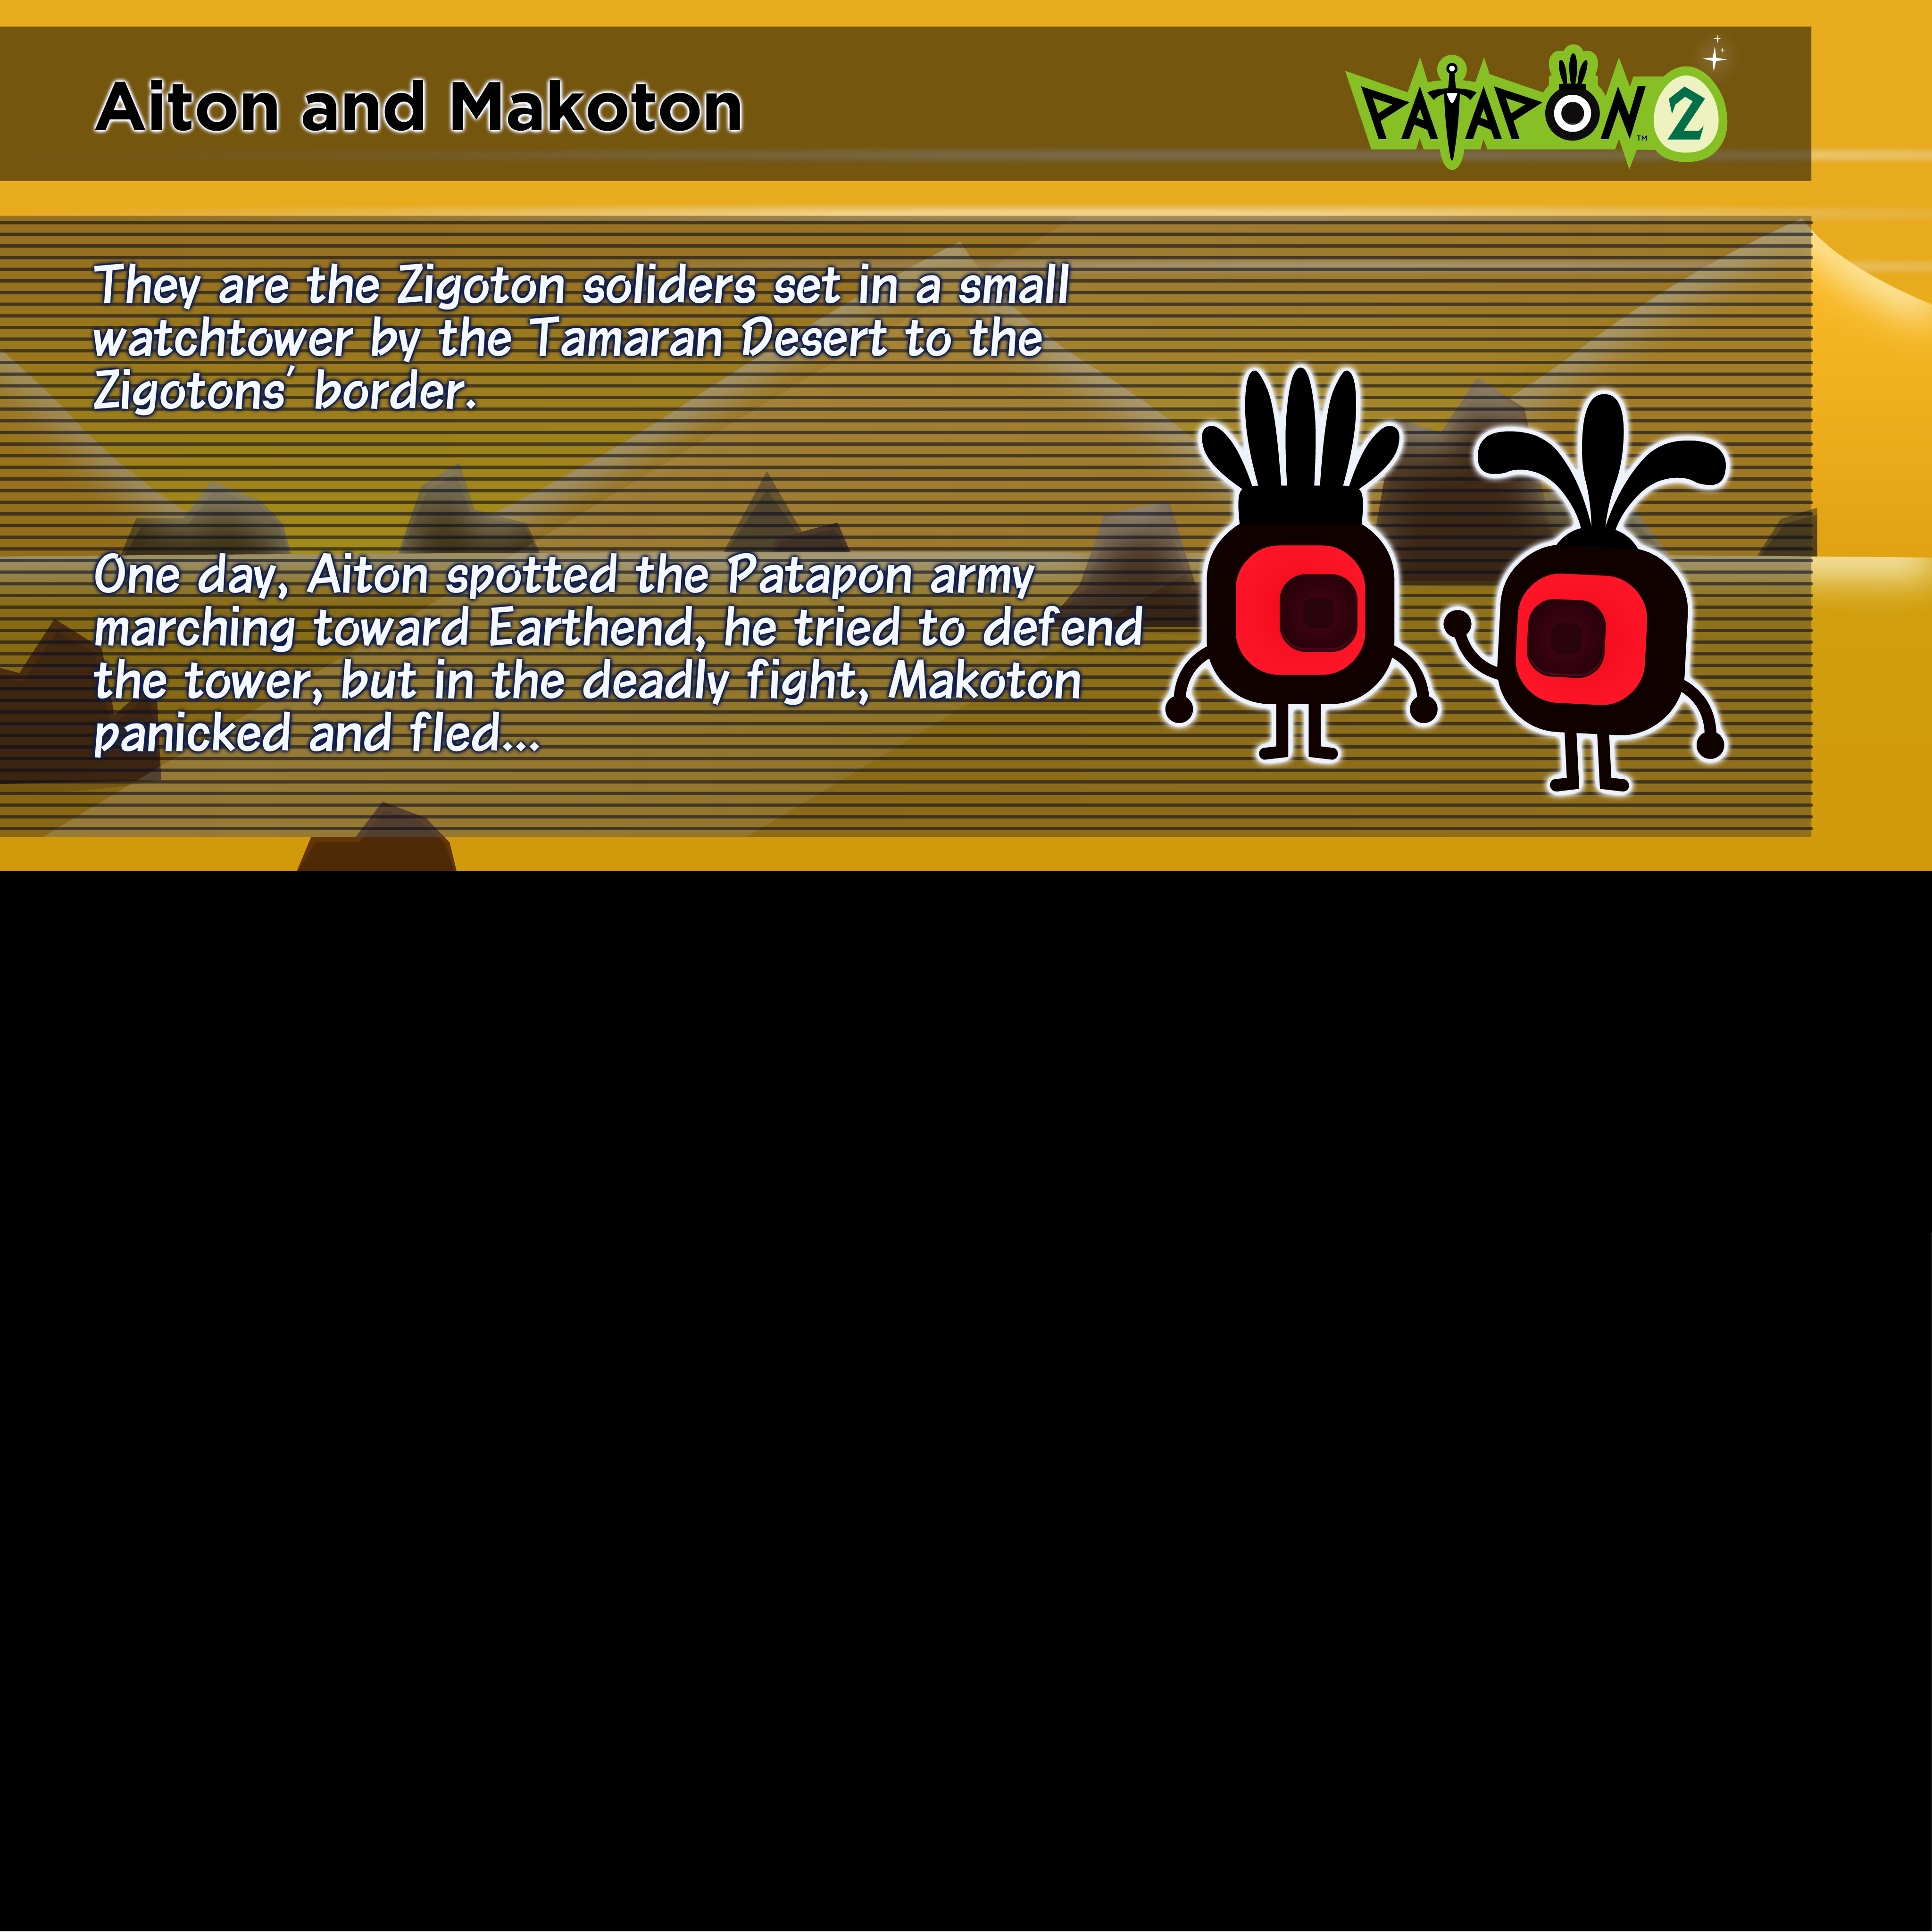 Aiton and Makoton
PATAPON™ 2
They are the Zigoton soliders set in a small
watchtower by the Tamaran Desert to the
Zigotons' border.
One day, Aiton spotted the Patapon army
marching toward Earthend, he tried to defend
the tower, but in the deadly fight, Makoton
panicked and fled...